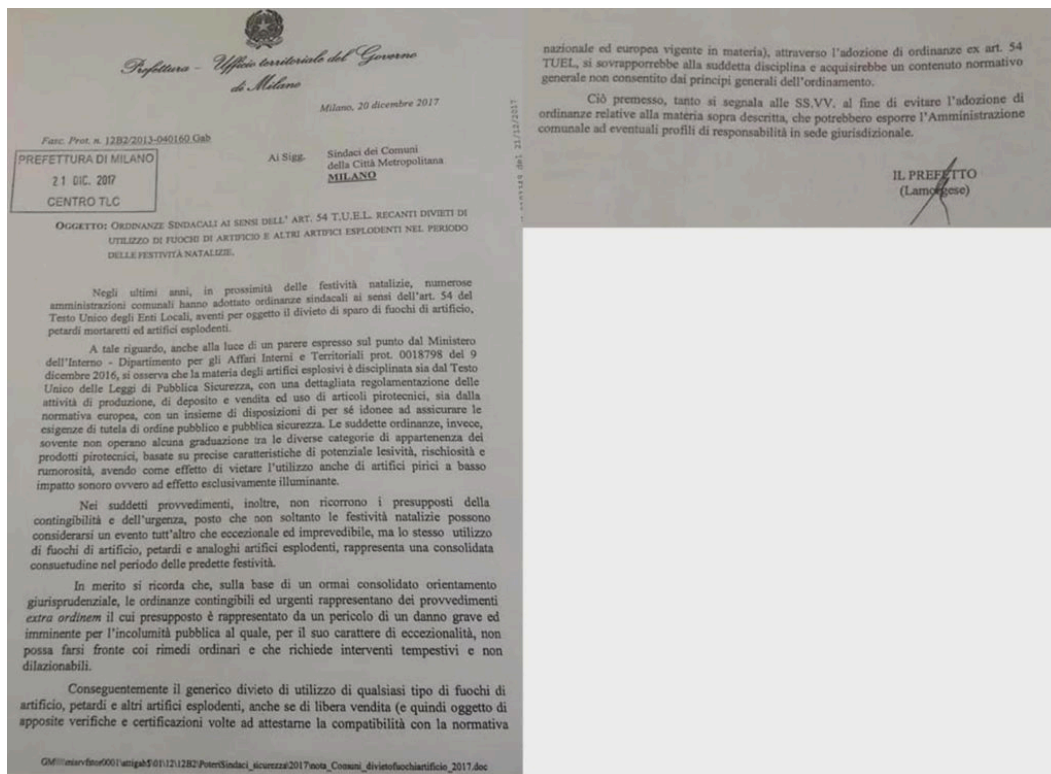 Prefettura – Ufficio territoriale del Governo
di Milano
Milano, 20 dicembre 2017
Fasc. Prot. n. 12B2/2013-040160 Gab
PREFETTURA DI MILANO
21 DIC. 2017
CENTRO TLC
Ai Sigg. Sindaci dei Comuni
della Città Metropolitana
MILANO
OGGETTO: ORDINANZE SINDACALI AI SENSI DELL' ART. 54 T.U.E.L. RECANTI DIVIETI DI
UTILIZZO DI FUOCHI DI ARTIFICIO E ALTRI ARTIFICI ESPLODENTI NEL PERIODO
DELLE FESTIVITÀ NATALIZIE.
Negli ultimi anni, in prossimità delle festività natalizie, numerose
amministrazioni comunali hanno adottato ordinanze sindacali ai sensi dell'art. 54 del
Testo Unico degli Enti Locali, aventi per oggetto il divieto di sparo di fuochi di artificio,
petardi mortaretti ed artifici esplodenti.
A tale riguardo, anche alla luce di un parere espresso sul punto dal Ministero
dell'Interno - Dipartimento per gli Affari Interni e Territoriali prot. 0018798 del 9
dicembre 2016, si osserva che la materia degli artifici esplosivi è disciplinata sia dal Testo
Unico delle Leggi di Pubblica Sicurezza, con una dettagliata regolamentazione delle
attività di produzione, di deposito e vendita ed uso di articoli pirotecnici, sia dalla
normativa europea, con un insieme di disposizioni di per sé idonee ad assicurare le
esigenze di tutela di ordine pubblico e pubblica sicurezza. Le suddette ordinanze, invece,
sovente non operano alcuna graduazione tra le diverse categorie di appartenenza dei
prodotti pirotecnici, basate su precise caratteristiche di potenziale lesività, rischiosità e
rumorosità, avendo come effetto di vietare l'utilizzo anche di artifici pirici a basso
impatto sonoro ovvero ad effetto esclusivamente illuminante.
Nei suddetti provvedimenti, inoltre, non ricorrono i presupposti della
contingibilità e dell'urgenza, posto che non soltanto le festività natalizie possono
considerarsi un evento tutt'altro che eccezionale ed imprevedibile, ma lo stesso utilizzo
di fuochi di artificio, petardi e analoghi artifici esplodenti, rappresenta una consolidata
consuetudine nel periodo delle predette festività.
In merito si ricorda che, sulla base di un ormai consolidato orientamento
giurisprudenziale, le ordinanze contingibili ed urgenti rappresentano dei provvedimenti
extra ordinem il cui presupposto è rappresentato da un pericolo di un danno grave ed
imminente per l'incolumità pubblica al quale, per il suo carattere di eccezionalità, non
possa farsi fronte coi rimedi ordinari e che richiede interventi tempestivi e non
dilazionabili.
Conseguentemente il generico divieto di utilizzo di qualsiasi tipo di fuochi di
artificio, petardi e altri artifici esplodenti, anche se di libera vendita (e quindi oggetto di
apposite verifiche e certificazioni volte ad attestarne la compatibilità con la normativa
nazionale ed europea vigente in materia), attraverso l'adozione di ordinanze ex art. 54
TUEL, si sovrapporrebbe alla suddetta disciplina e acquisirebbe un contenuto normativo
generale non consentito dai principi generali dell'ordinamento.
Ciò premesso, tanto si segnala alle SS.VV. al fine di evitare l'adozione di
ordinanze relative alla materia sopra descritta, che potrebbero esporre l'Amministrazione
comunale ad eventuali profili di responsabilità in sede giurisdizionale.
IL PREFETTO
(Lamorgese)
del 21/12/2017